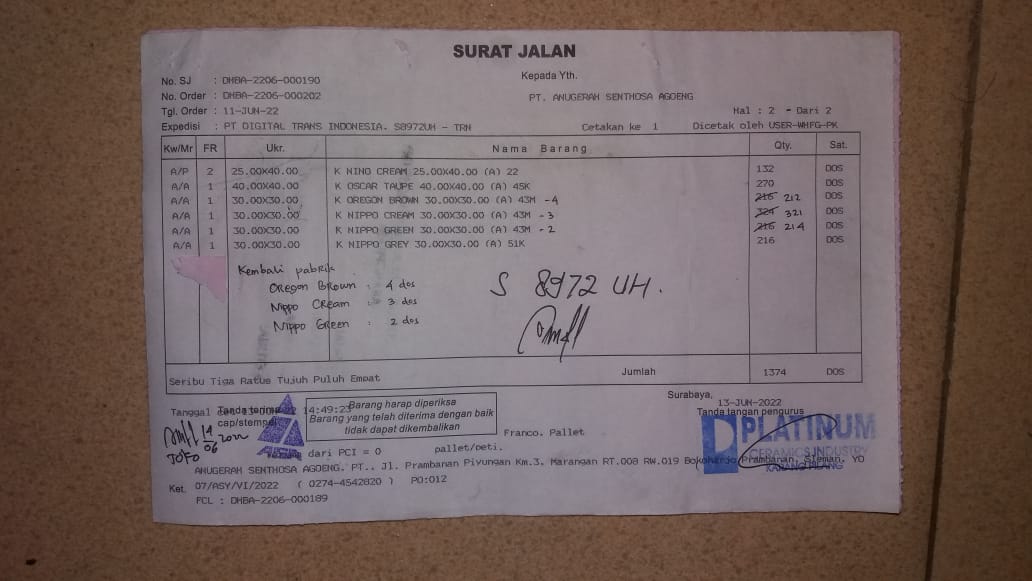 SURAT JALAN
No. SJ : DHBA-2206-000190
Kepada Yth.
No. Order : DHBA-2206-000202
PT. ANUGERAH SENTHOSA AGOENG
Tgl. Order : 11-JUN-22
Hal : 2 - Dari 2
Expedisi : PT DIGITAL TRANS INDONESIA. S8972UH - TRN Cetakan ke 1 Dicetak oleh USER-WHFG-PK
Kw/Mr FR Ukr. Nama Barang Qty. Sat.
A/P 2 25.00X40.00 K NINO CREAM 25.00X40.00 (A) 22 132 DOS
A/A 1 40.00X40.00 K OSCAR TAUPE 40.00X40.00 (A) 45K 270 DOS
A/A 1 30.00X30.00 K OREGON BROWN 30.00X30.00 (A) 43M - 4 216 212 DOS
A/A 1 30.00X30.00 K NIPPO CREAM 30.00X30.00 (A) 43M - 3 324 321 DOS
A/A 1 30.00X30.00 K NIPPO GREEN 30.00X30.00 (A) 43M - 2 216 214 DOS
A/A 1 30.00X30.00 K NIPPO GREY 30.00X30.00 (A) 51K 216 DOS
Kembali pabrik
Oregon Brown : 4 dos
Nippo Cream : 3 dos
Nippo Green : 2 dos
S 8972 UH.
Seribu Tiga Ratus Tujuh Puluh Empat Jumlah 1374 DOS
Surabaya, 13-JUN-2022
Tanda tangan pengurus
Tanggal 14:49:23
Tanda terima
cap/stempel
14/06 2022
Barang harap diperiksa
Barang yang telah diterima dengan baik
tidak dapat dikembalikan
Franco. Pallet
PLATINUM
CERAMICS INDUSTRY
KARANG PILANG
dari PCI = 0 pallet/peti.
ANUGERAH SENTHOSA AGOENG. PT.. Jl. Prambanan Piyungan Km.3. Marangan RT.008 RW.019 Bokoharjo Prambanan. Sleman. YO
Ket. 07/ASY/VI/2022 ( 0274-4542820 ) PO:012
FCL : DHBA-2206-000189